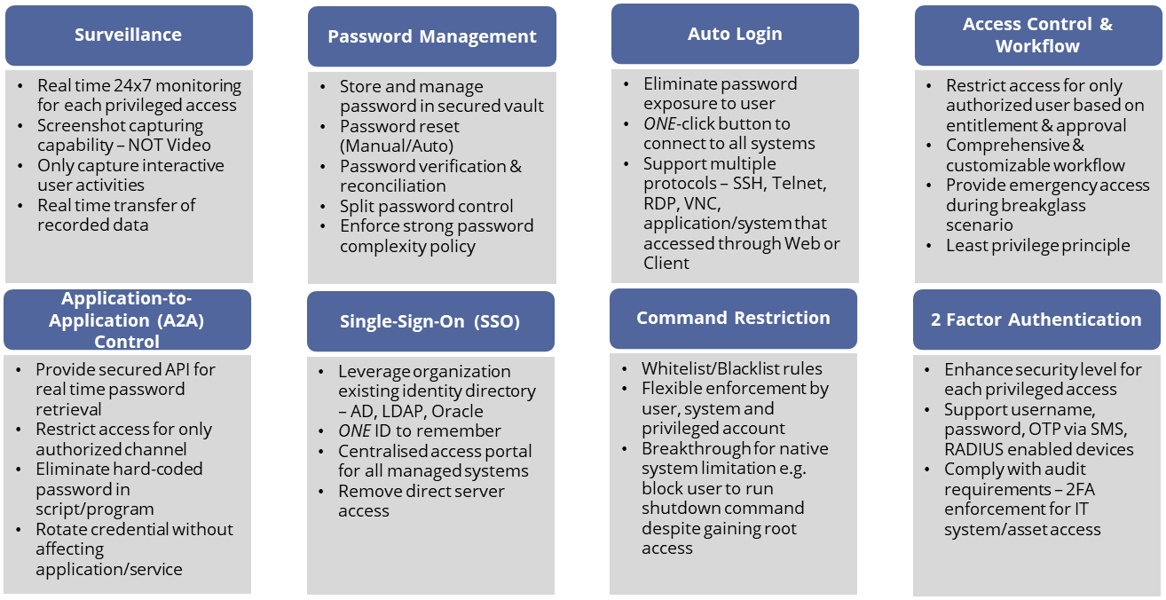 Surveillance
• Real time 24x7 monitoring
for each privileged access
• Screenshot capturing
capability – NOT Video
• Only capture interactive
user activities
• Real time transfer of
recorded data
Password Management
• Store and manage
password in secured vault
• Password reset
(Manual/Auto)
• Password verification &
reconciliation
• Split password control
• Enforce strong password
complexity policy
Auto Login
• Eliminate password
exposure to user
• ONE-click button to
connect to all systems
• Support multiple
protocols – SSH, Telnet,
RDP, VNC,
application/system that
accessed through Web or
Client
Access Control &
Workflow
• Restrict access for only
authorized user based on
entitlement & approval
• Comprehensive &
customizable workflow
• Provide emergency access
during breakglass
scenario
• Least privilege principle
Application-to-
Application (A2A)
Control
• Provide secured API for
real time password
retrieval
• Restrict access for only
authorized channel
• Eliminate hard-coded
password in
script/program
• Rotate credential without
affecting
application/service
Single-Sign-On (SSO)
• Leverage organization
existing identity directory
– AD, LDAP, Oracle
• ONE ID to remember
• Centralised access portal
for all managed systems
• Remove direct server
access
Command Restriction
• Whitelist/Blacklist rules
• Flexible enforcement by
user, system and
privileged account
• Breakthrough for native
system limitation e.g.
block user to run
shutdown command
despite gaining root
access
2 Factor Authentication
• Enhance security level for
each privileged access
• Support username,
password, OTP via SMS,
RADIUS enabled devices
• Comply with audit
requirements – 2FA
enforcement for IT
system/asset access